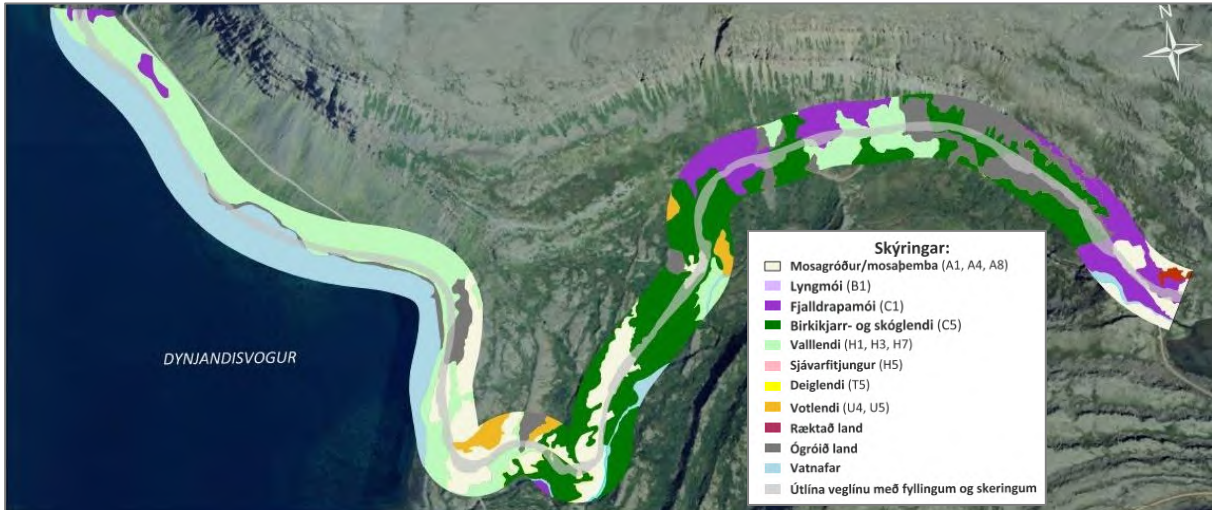 N
DYNJANDISVOGUR
Skýringar:
Mosagróður/mosaþemba (A1, A4, A8)
Lyngmói (B1)
Fjalldrapamói (C1)
Birkikjarr- og skóglendi (C5)
Valllendi (H1, H3, H7)
Sjávarfitjungur (H5)
Deiglendi (T5)
Votlendi (U4, U5)
Ræktað land
Ógróið land
Vatnafar
Útlína veglínu með fyllingum og skeringum